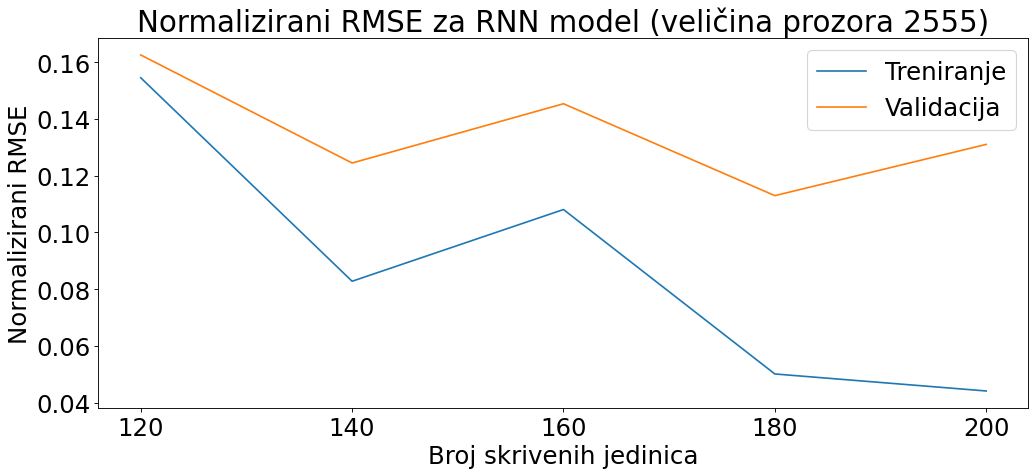 Normalizirani RMSE za RNN model (veličina prozora 2555)
Treniranje
Validacija
Normalizirani RMSE
0.16
0.14
0.12
0.10
0.08
0.06
0.04
120 140 160 180 200
Broj skrivenih jedinica